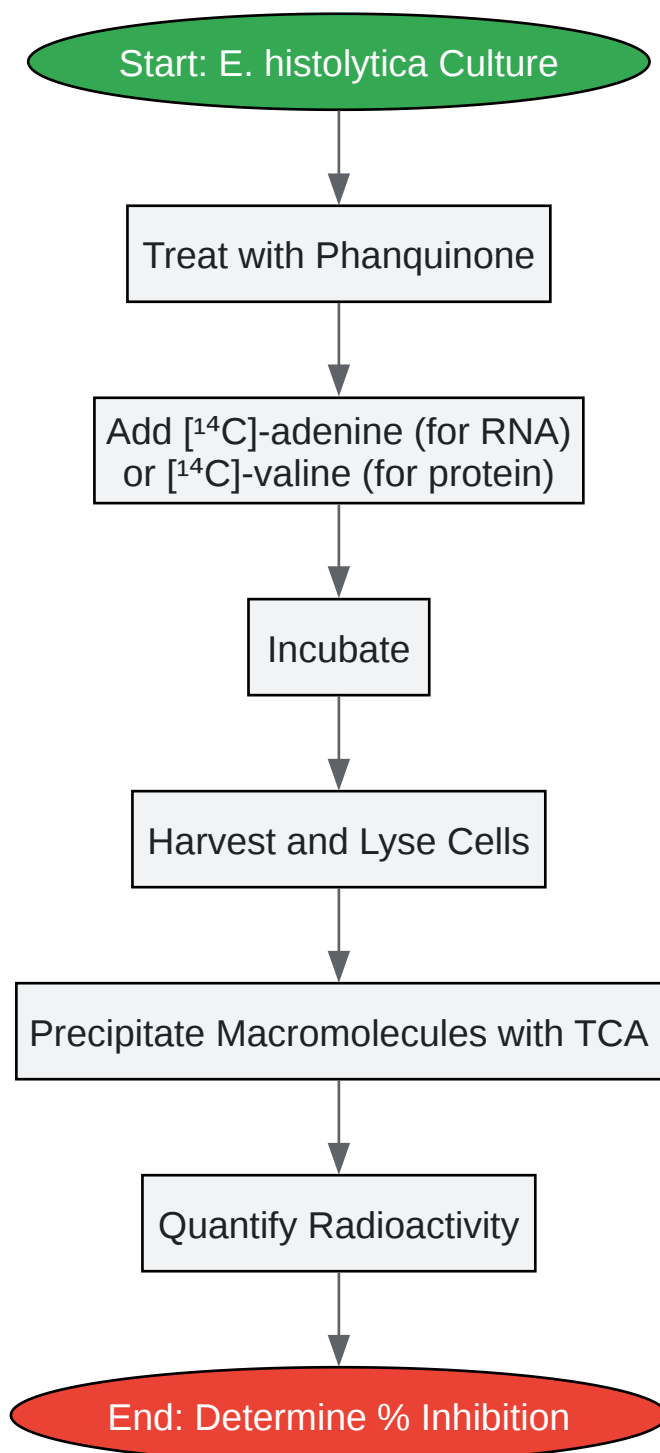 Start: E. histolytica Culture
Treat with Phanquinone
Add [¹⁴C]-adenine (for RNA)
or [¹⁴C]-valine (for protein)
Incubate
Harvest and Lyse Cells
Precipitate Macromolecules with TCA
Quantify Radioactivity
End: Determine % Inhibition